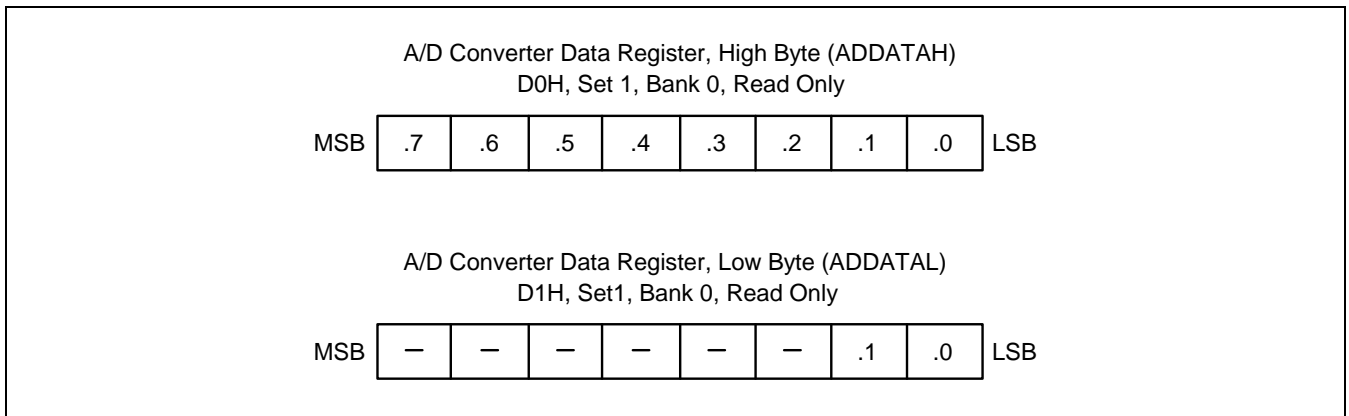 A/D Converter Data Register, High Byte (ADDATAH)
D0H, Set 1, Bank 0, Read Only
MSB .7 .6 .5 .4 .3 .2 .1 .0 LSB
A/D Converter Data Register, Low Byte (ADDATAL)
D1H, Set1, Bank 0, Read Only
MSB – – – – – – .1 .0 LSB